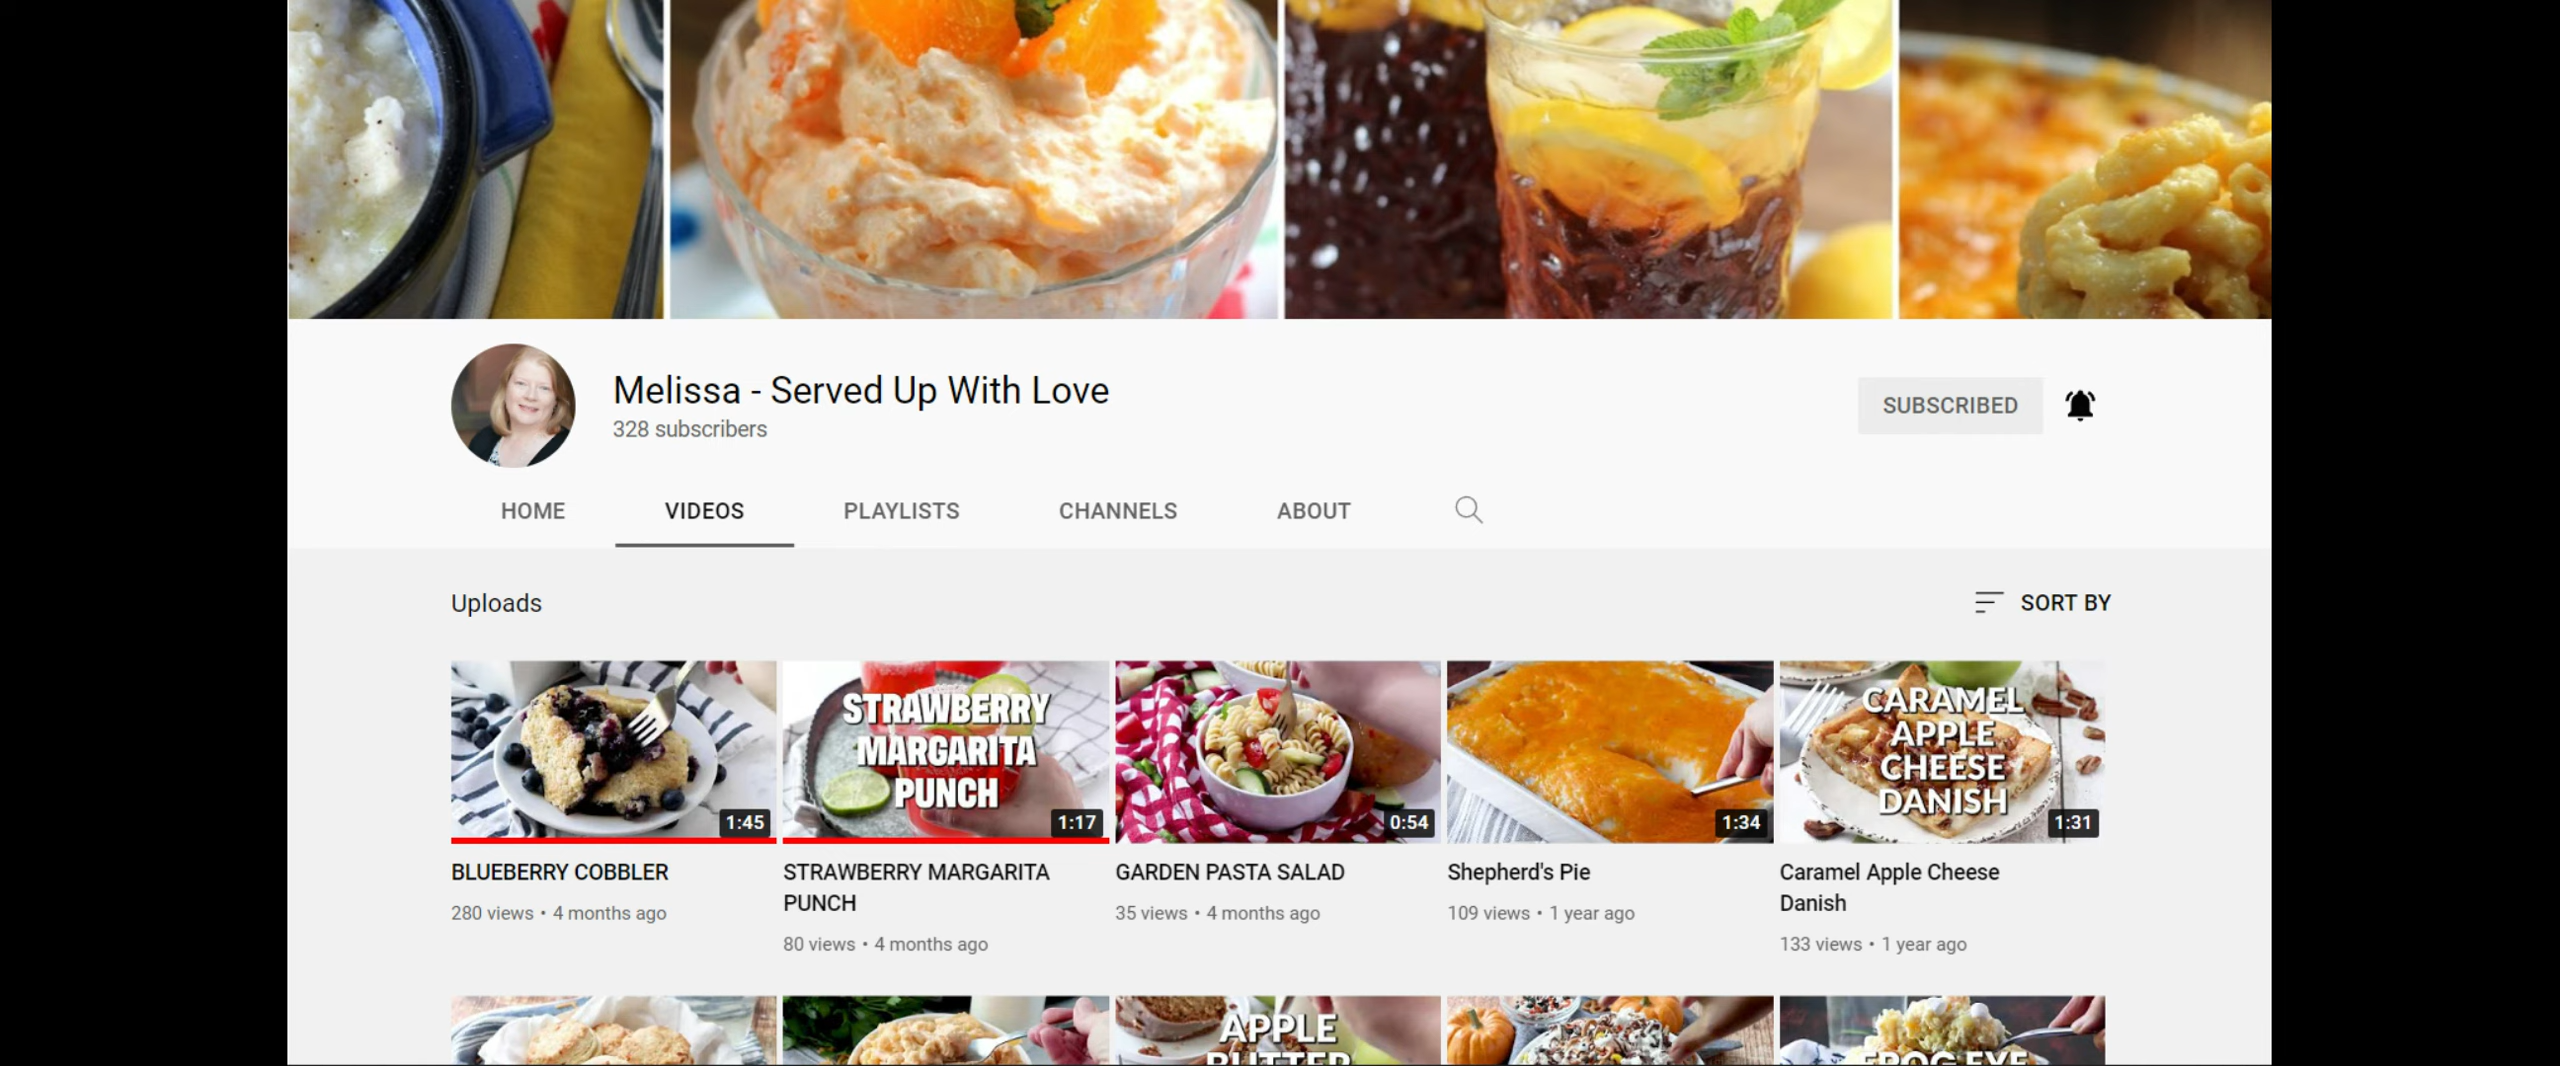 Melissa - Served Up With Love
328 subscribers
SUBSCRIBED
HOME VIDEOS PLAYLISTS CHANNELS ABOUT
Uploads
SORT BY
STRAWBERRY
MARGARITA
PUNCH
CARAMEL
APPLE
CHEESE
DANISH
1:45
1:17
0:54
1:34
1:31
BLUEBERRY COBBLER
280 views • 4 months ago
STRAWBERRY MARGARITA
PUNCH
80 views • 4 months ago
GARDEN PASTA SALAD
35 views • 4 months ago
Shepherd's Pie
109 views • 1 year ago
Caramel Apple Cheese
Danish
133 views • 1 year ago
APPLE
BUTTER
FROG EYE